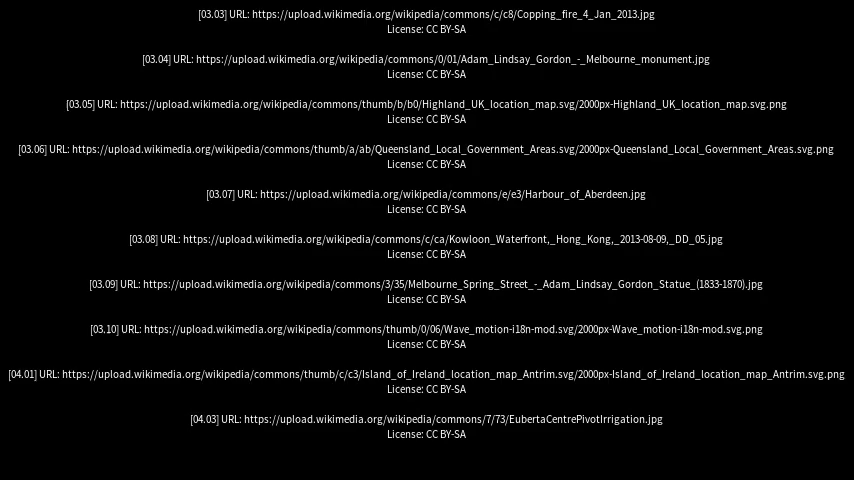 [03.03] URL: https://upload.wikimedia.org/wikipedia/commons/c/c8/Copping_fire_4_Jan_2013.jpg
License: CC BY-SA
[03.04] URL: https://upload.wikimedia.org/wikipedia/commons/0/01/Adam_Lindsay_Gordon_-_Melbourne_monument.jpg
License: CC BY-SA
[03.05] URL: https://upload.wikimedia.org/wikipedia/commons/thumb/b/b0/Highland_UK_location_map.svg/2000px-Highland_UK_location_map.svg.png
License: CC BY-SA
[03.06] URL: https://upload.wikimedia.org/wikipedia/commons/thumb/a/ab/Queensland_Local_Government_Areas.svg/2000px-Queensland_Local_Government_Areas.svg.png
License: CC BY-SA
[03.07] URL: https://upload.wikimedia.org/wikipedia/commons/e/e3/Harbour_of_Aberdeen.jpg
License: CC BY-SA
[03.08] URL: https://upload.wikimedia.org/wikipedia/commons/c/ca/Kowloon_Waterfront,_Hong_Kong,_2013-08-09,_DD_05.jpg
License: CC BY-SA
[03.09] URL: https://upload.wikimedia.org/wikipedia/commons/3/35/Melbourne_Spring_Street_-_Adam_Lindsay_Gordon_Statue_(1833-1870).jpg
License: CC BY-SA
[03.10] URL: https://upload.wikimedia.org/wikipedia/commons/thumb/0/06/Wave_motion-i18n-mod.svg/2000px-Wave_motion-i18n-mod.svg.png
License: CC BY-SA
[04.01] URL: https://upload.wikimedia.org/wikipedia/commons/thumb/c/c3/Island_of_Ireland_location_map_Antrim.svg/2000px-Island_of_Ireland_location_map_Antrim.svg.png
License: CC BY-SA
[04.03] URL: https://upload.wikimedia.org/wikipedia/commons/7/73/EubertaCentrePivotIrrigation.jpg
License: CC BY-SA